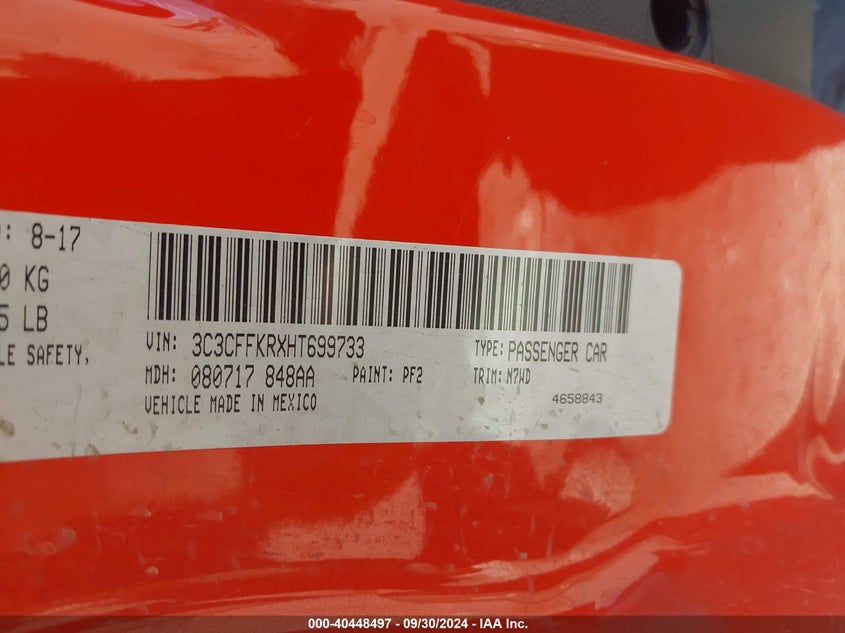 : 8-17
0 KG
5 LB
LE SAFETY,
VIN: 3C3CFFKRXHT699733 TYPE: PASSENGER CAR
MDH: 080717 848AA PAINT: PF2 TRIM: N7WD
VEHICLE MADE IN MEXICO 4658843
000-40448497 - 09/30/2024 - IAA Inc.